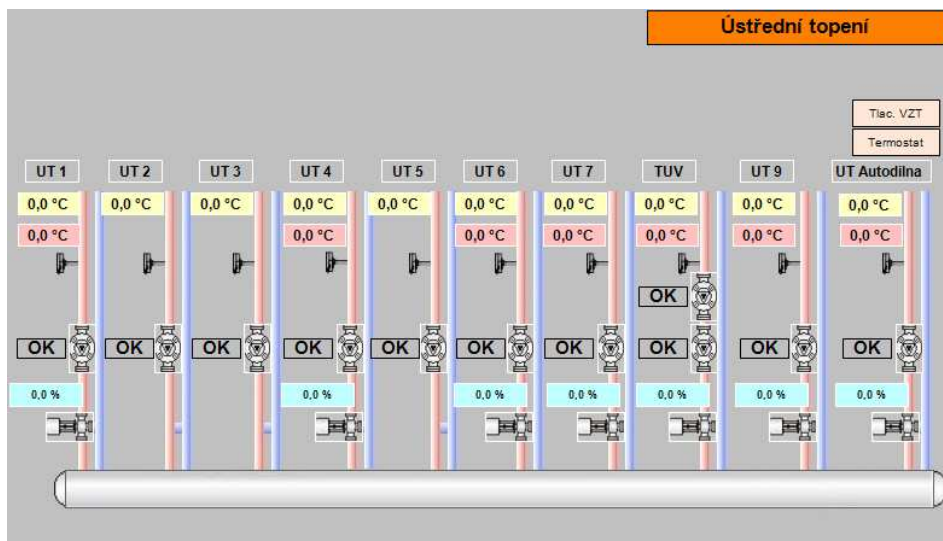 Ústřední topení
Tlac. VZT
Termostat
UT 1 UT 2 UT 3 UT 4 UT 5 UT 6 UT 7 TUV UT 9 UT Autodilna
0,0 °C 0,0 °C 0,0 °C 0,0 °C 0,0 °C 0,0 °C 0,0 °C 0,0 °C 0,0 °C 0,0 °C
0,0 °C 0,0 °C 0,0 °C 0,0 °C 0,0 °C 0,0 °C 0,0 °C
OK
OK OK OK OK OK OK OK OK OK OK
0,0 % 0,0 % 0,0 % 0,0 % 0,0 % 0,0 % 0,0 %